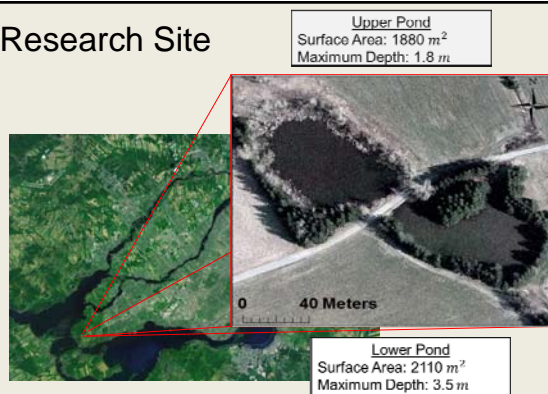 Research Site
Upper Pond
Surface Area: 1880 m²
Maximum Depth: 1.8 m
0 40 Meters
Lower Pond
Surface Area: 2110 m²
Maximum Depth: 3.5 m